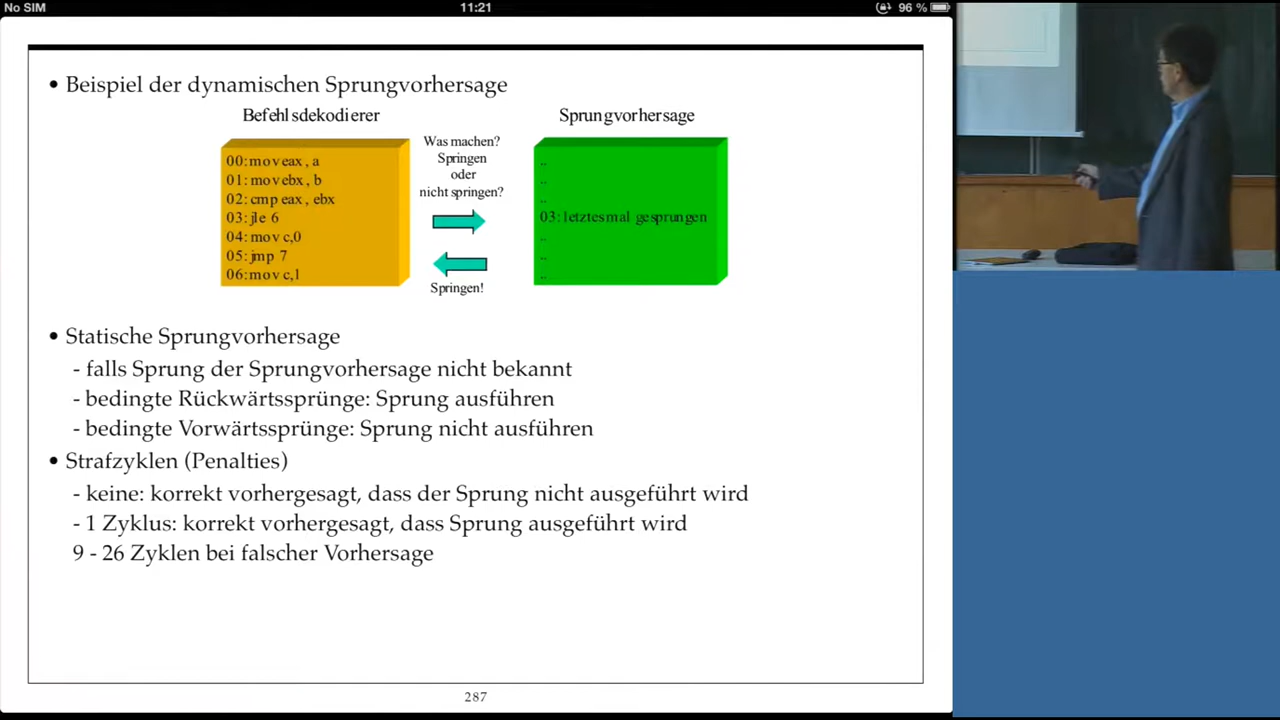 No SIM 11:21 96 %
• Beispiel der dynamischen Sprungvorhersage
Befehlsdekodierer
Sprungvorhersage
00: mov eax, a
01: mov ebx, b
02: cmp eax, ebx
03: jle 6
04: mov c,0
05: jmp 7
06: mov c,1
Was machen?
Springen
oder
nicht springen?
Springen!
..
..
..
03: letztesmal gesprungen
..
..
..
• Statische Sprungvorhersage
- falls Sprung der Sprungvorhersage nicht bekannt
- bedingte Rückwärtssprünge: Sprung ausführen
- bedingte Vorwärtssprünge: Sprung nicht ausführen
• Strafzyklen (Penalties)
- keine: korrekt vorhergesagt, dass der Sprung nicht ausgeführt wird
- 1 Zyklus: korrekt vorhergesagt, dass Sprung ausgeführt wird
9 - 26 Zyklen bei falscher Vorhersage
287